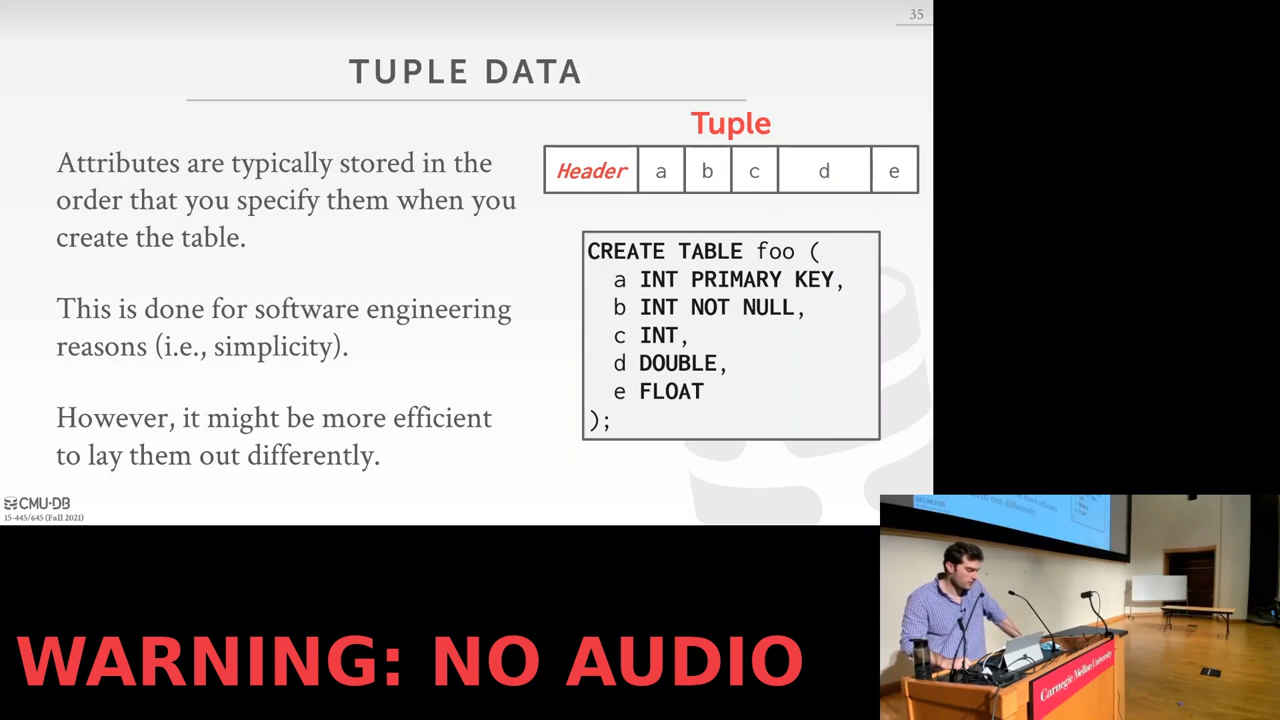 35
TUPLE DATA
Attributes are typically stored in the
order that you specify them when you
create the table.
This is done for software engineering
reasons (i.e., simplicity).
However, it might be more efficient
to lay them out differently.
Tuple
Header a b c d e
CREATE TABLE foo (
a INT PRIMARY KEY,
b INT NOT NULL,
c INT,
d DOUBLE,
e FLOAT
);
CMU·DB
15-445/645 (Fall 2021)
WARNING: NO AUDIO
Carnegie Mellon University